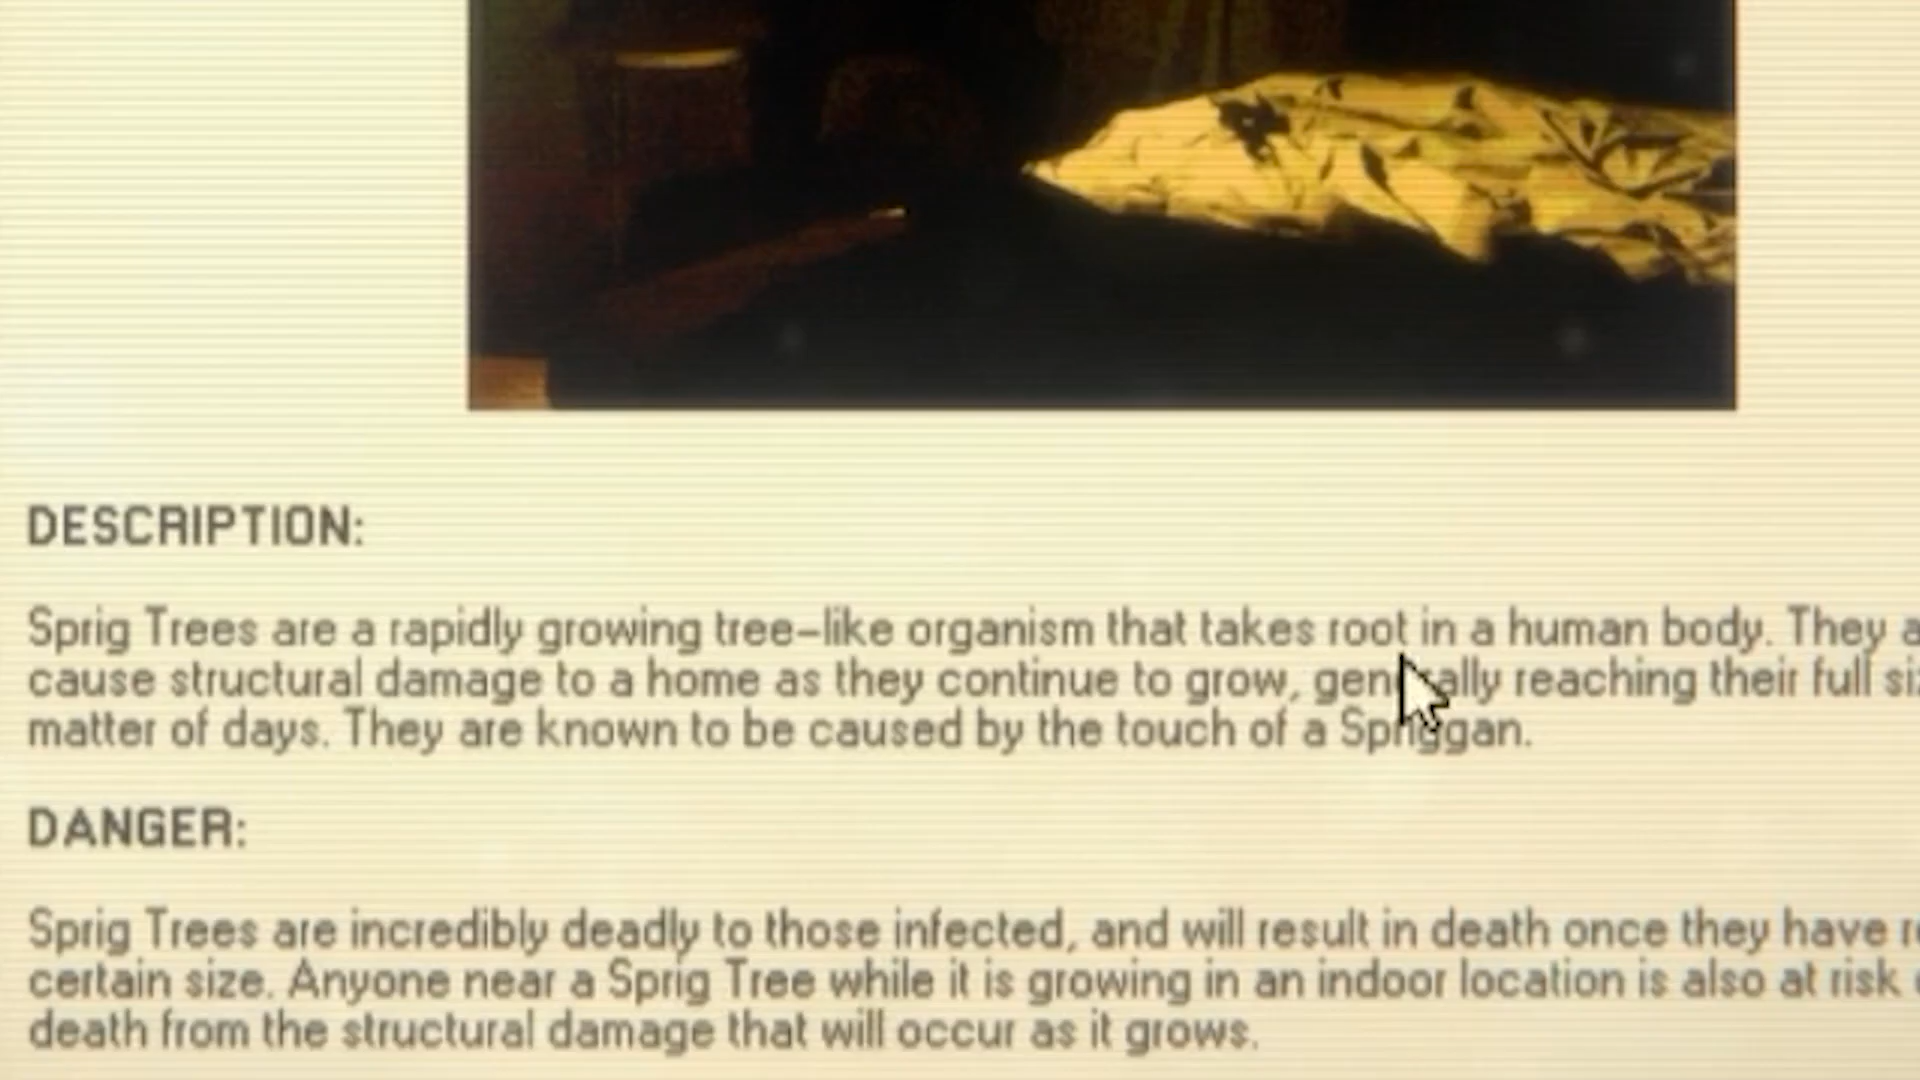 DESCRIPTION:
Sprig Trees are a rapidly growing tree-like organism that takes root in a human body. They
cause structural damage to a home as they continue to grow, generally reaching their full
matter of days. They are known to be caused by the touch of a Spriggan.
DANGER:
Sprig Trees are incredibly deadly to those infected, and will result in death once they have
certain size. Anyone near a Sprig Tree while it is growing in an indoor location is also at risk
death from the structural damage that will occur as it grows.